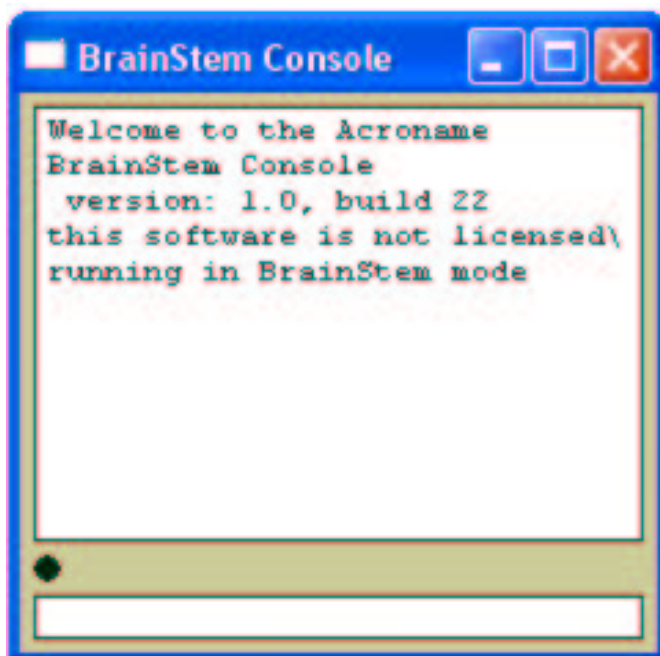 BrainStem Console
Welcome to the Acroname
BrainStem Console
version: 1.0, build 22
this software is not licensed\
running in BrainStem mode